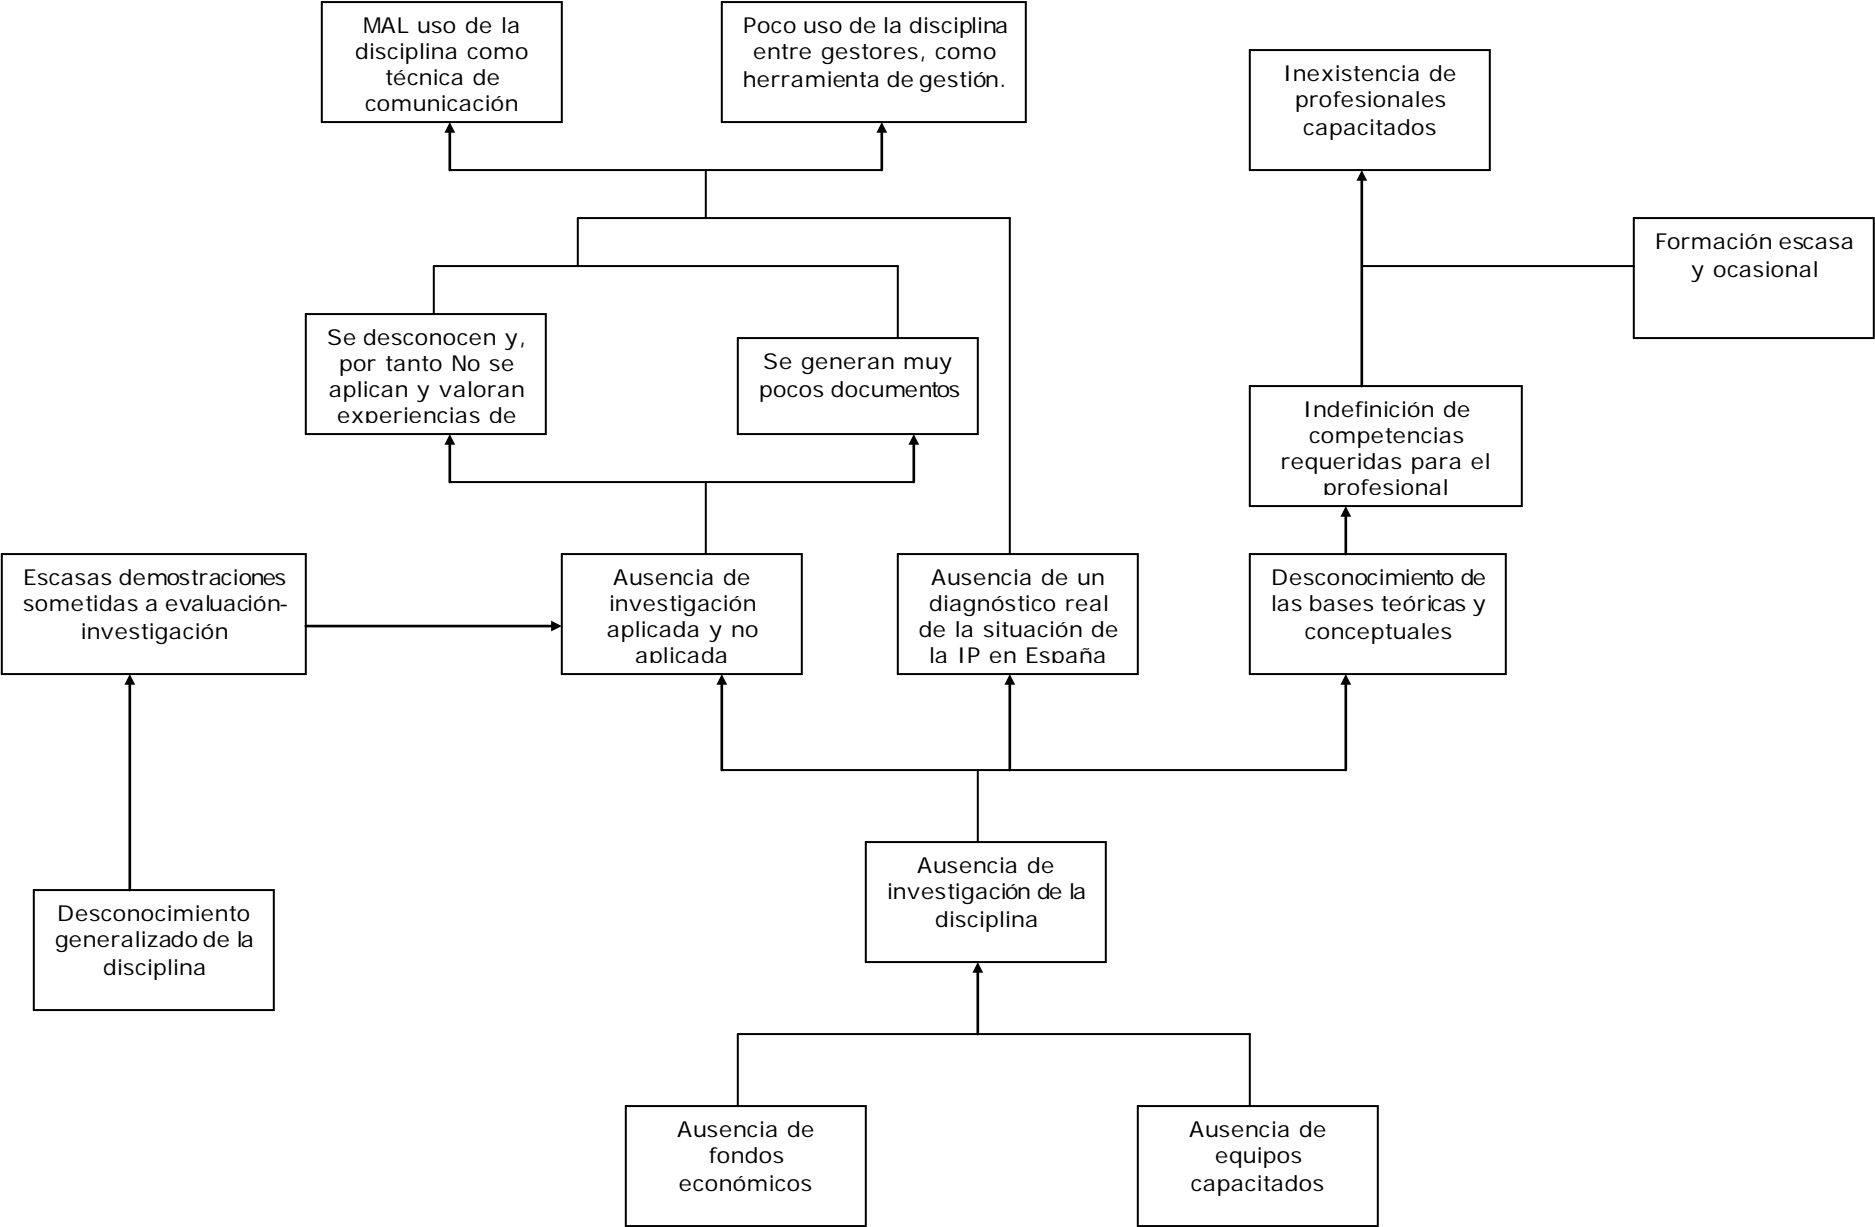 MAL uso de la
disciplina como
técnica de
comunicación
Poco uso de la disciplina
entre gestores, como
herramienta de gestión.
Inexistencia de
profesionales
capacitados
Formación escasa
y ocasional
Se desconocen y,
por tanto No se
aplican y valoran
experiencias de
Se generan muy
pocos documentos
Indefinición de
competencias
requeridas para el
profesional
Escasas demostraciones
sometidas a evaluación-
investigación
Ausencia de
investigación
aplicada y no
aplicada
Ausencia de un
diagnóstico real
de la situación de
la IP en España
Desconocimiento de
las bases teóricas y
conceptuales
Ausencia de
investigación de la
disciplina
Desconocimiento
generalizado de la
disciplina
Ausencia de
fondos
económicos
Ausencia de
equipos
capacitados